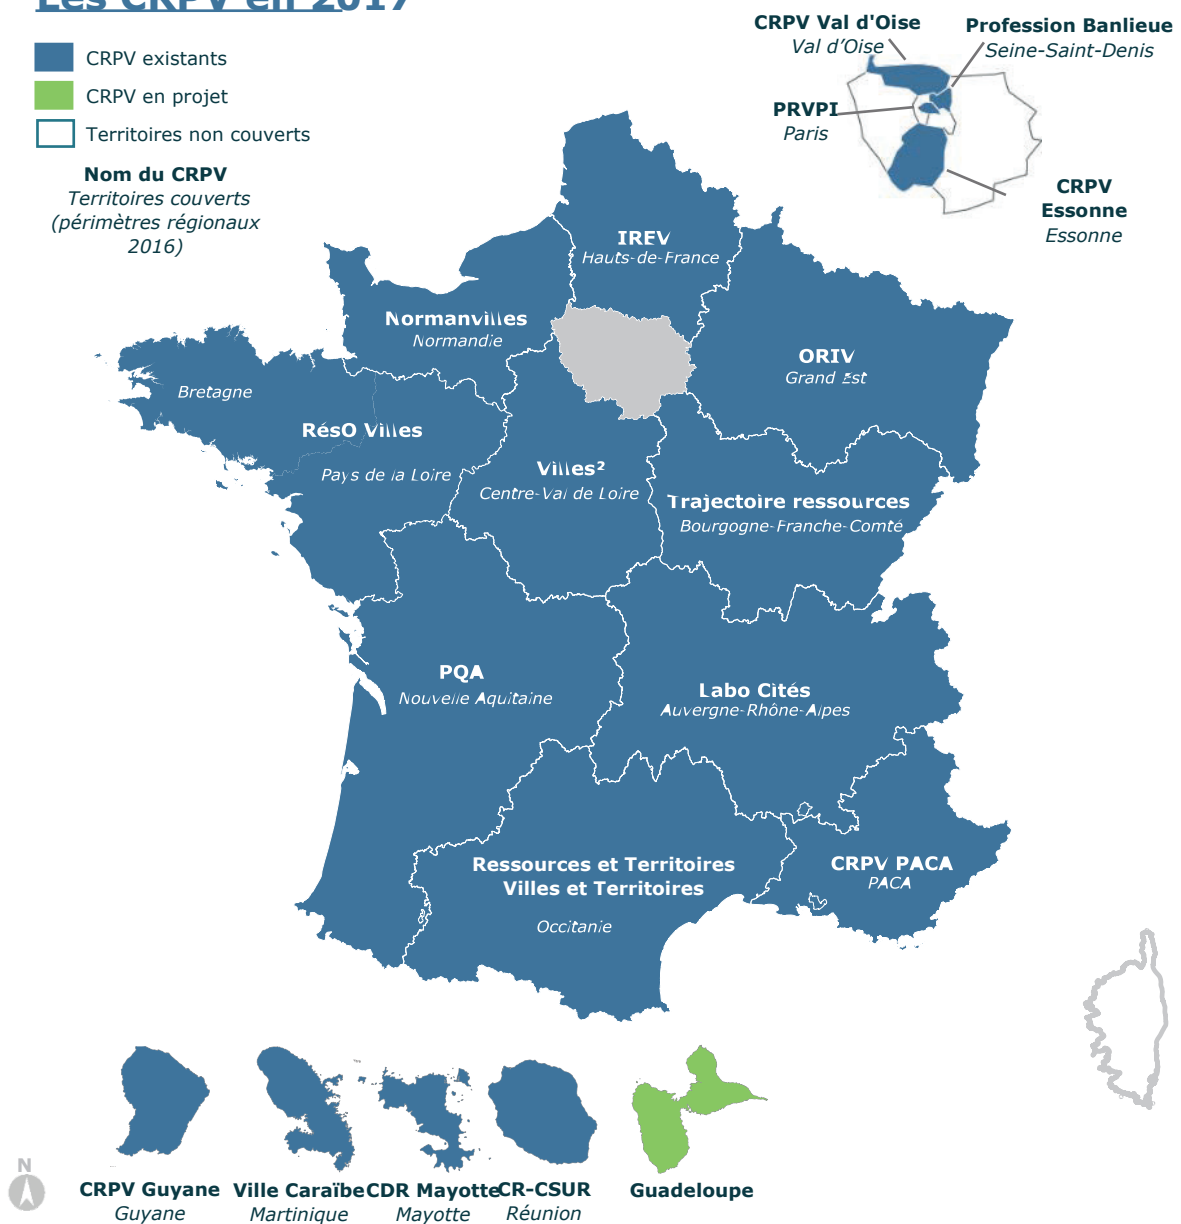 Les CRPV en 2017
CRPV existants
CRPV en projet
Territoires non couverts
Nom du CRPV
Territoires couverts
(périmètres régionaux
2016)
CRPV Val d'Oise
Val d’Oise
Profession Banlieue
Seine-Saint-Denis
PRVPI
Paris
CRPV
Essonne
Essonne
IREV
Hauts-de-France
Normanvilles
Normandie
ORIV
Grand Est
Bretagne
RésO Villes
Pays de la Loire
Villes²
Centre-Val de Loire
Trajectoire ressources
Bourgogne-Franche-Comté
PQA
Nouvelle Aquitaine
Labo Cités
Auvergne-Rhône-Alpes
Ressources et Territoires
Villes et Territoires
Occitanie
CRPV PACA
PACA
N
CRPV Guyane
Guyane
Ville Caraïbe
Martinique
CDR Mayotte
Mayotte
CR-CSUR
Réunion
Guadeloupe